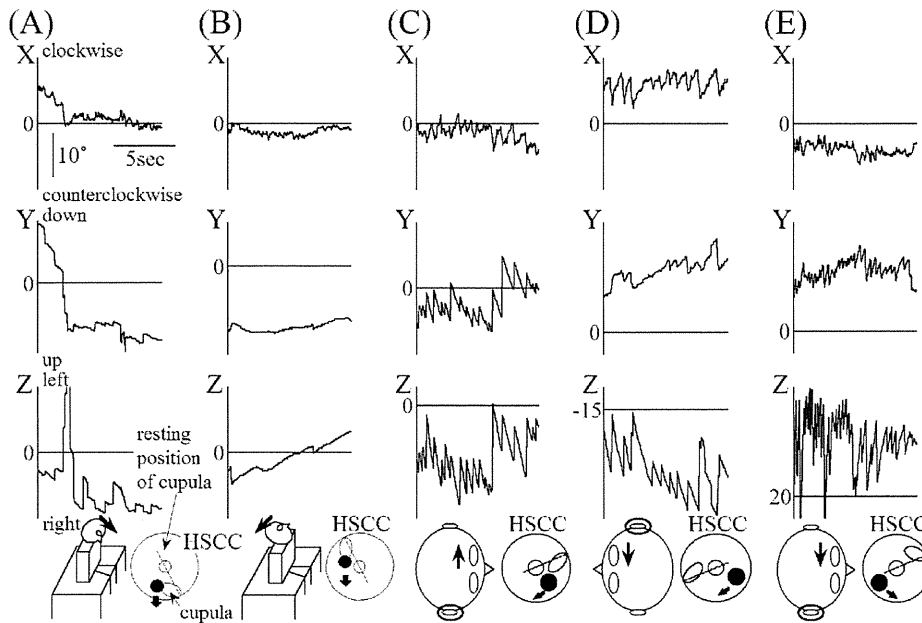 (A) (B) (C) (D) (E)
X X X X X
clockwise
0 0 0 0 0
10°
5sec
counterclockwise
down
Y Y Y Y Y
0 0 0 0 0
up
left
Z Z Z Z Z
0 0 0 -15 20
resting
position
of cupula
right
HSCC HSCC HSCC HSCC HSCC
cupula